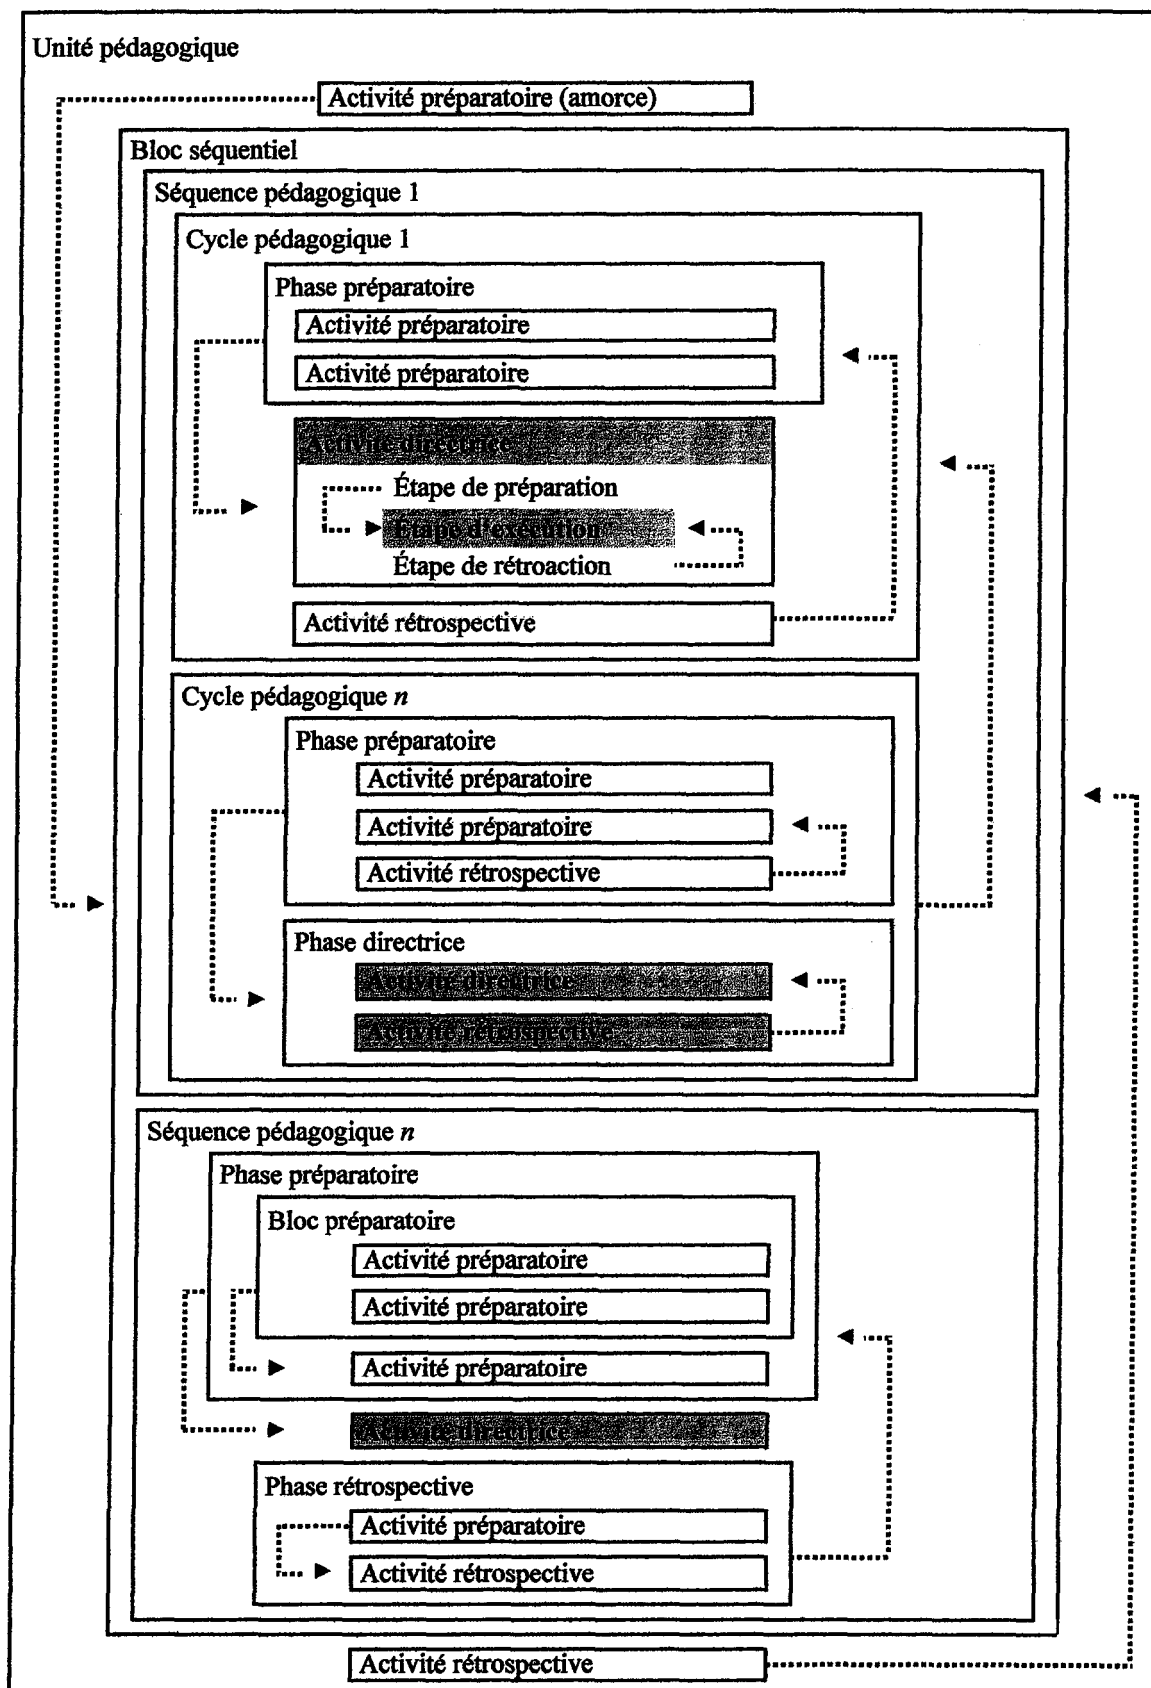 Unité pédagogique
Activité préparatoire (amorce)
Bloc séquentiel
Séquence pédagogique 1
Cycle pédagogique 1
Phase préparatoire
Activité préparatoire
Activité préparatoire
Activité directrice
Étape de préparation
Étape d'exécution
Étape de rétroaction
Activité rétrospective
Cycle pédagogique n
Phase préparatoire
Activité préparatoire
Activité préparatoire
Activité rétrospective
Phase directrice
Activité directrice
Activité rétrospective
Séquence pédagogique n
Phase préparatoire
Bloc préparatoire
Activité préparatoire
Activité préparatoire
Activité préparatoire
Activité directrice
Phase rétrospective
Activité préparatoire
Activité rétrospective
Activité rétrospective